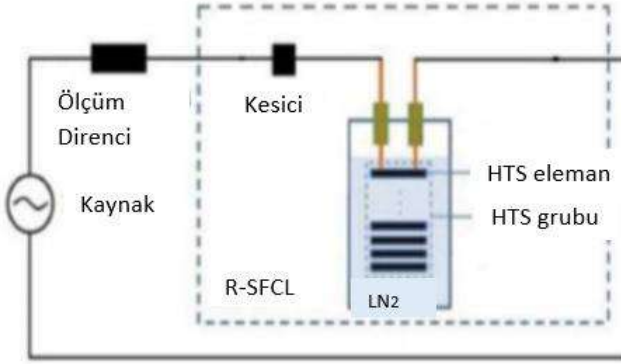 Ölçüm
Direnci
Kesici
Kaynak
HTS eleman
HTS grubu
R-SFCL
LN2